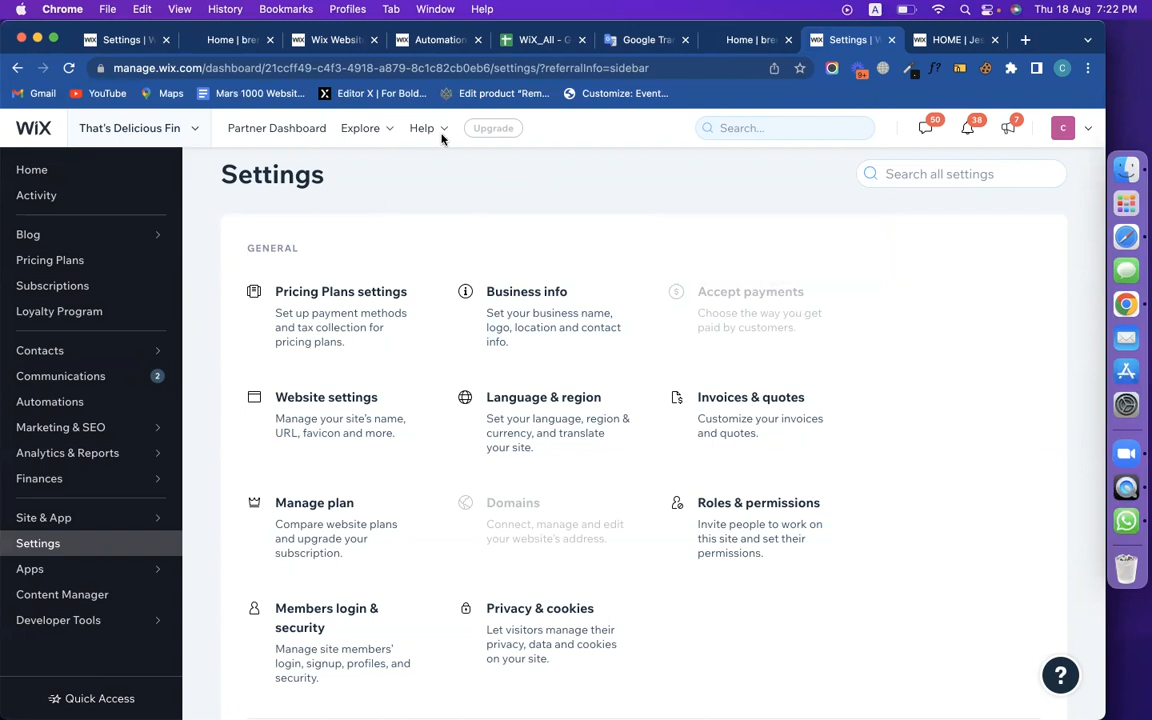 Chrome File Edit View History Bookmarks Profiles Tab Window Help A Thu 18 Aug 7:22 PM
Settings | W Home | bre WiX Wix Websit Automation WiX_All - G Google Tra Home | bre Settings | W HOME | Jes
manage.wix.com/dashboard/21ccff49-c4f3-4918-a879-8c1c82cb0eb6/settings/?referralInfo=sidebar 9+ f? C
Gmail YouTube Maps Mars 1000 Websit... X Editor X | For Bold... Edit product “Rem... Customize: Event...
WiX That's Delicious Fin Partner Dashboard Explore Help Upgrade Search... 50 38 7 C
Home
Activity
Blog
Pricing Plans
Subscriptions
Loyalty Program
Contacts
Communications 2
Automations
Marketing & SEO
Analytics & Reports
Finances
Site & App
Settings
Apps
Content Manager
Developer Tools
Quick Access
Settings
Search all settings
GENERAL
Pricing Plans settings
Set up payment methods
and tax collection for
pricing plans.
Business info
Set your business name,
logo, location and contact
info.
Accept payments
Choose the way you get
paid by customers.
Website settings
Manage your site's name,
URL, favicon and more.
Language & region
Set your language, region &
currency, and translate
your site.
Invoices & quotes
Customize your invoices
and quotes.
Manage plan
Compare website plans
and upgrade your
subscription.
Domains
Connect, manage and edit
your website's address.
Roles & permissions
Invite people to work on
this site and set their
permissions.
Members login &
security
Manage site members'
login, signup, profiles, and
security.
Privacy & cookies
Let visitors manage their
privacy, data and cookies
on your site.
?